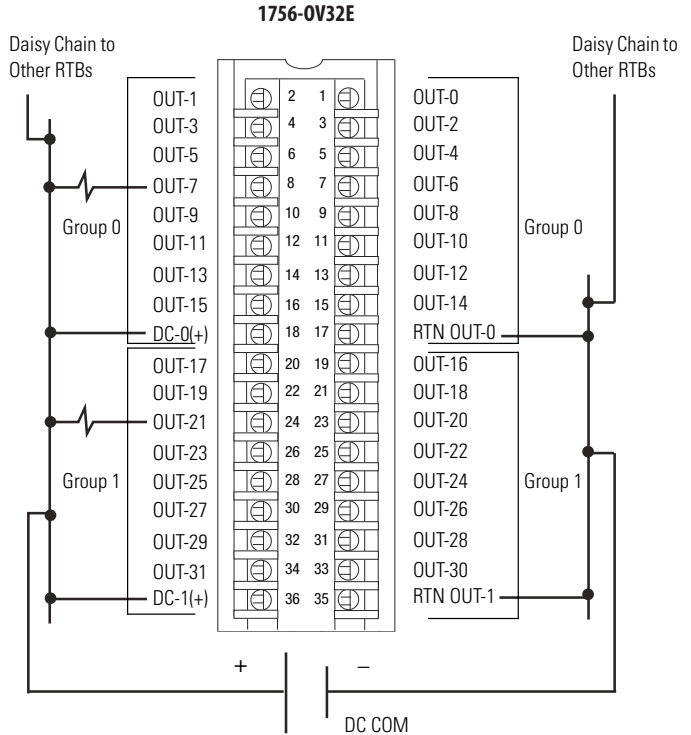 1756-OV32E
Daisy Chain to
Other RTBs
Daisy Chain to
Other RTBs
OUT-1 2 1 OUT-0
OUT-3 4 3 OUT-2
OUT-5 6 5 OUT-4
OUT-7 8 7 OUT-6
OUT-9 10 9 OUT-8
Group 0
Group 0
OUT-11 12 11 OUT-10
OUT-13 14 13 OUT-12
OUT-15 16 15 OUT-14
DC-0(+) 18 17 RTN OUT-0
OUT-17 20 19 OUT-16
OUT-19 22 21 OUT-18
OUT-21 24 23 OUT-20
OUT-23 26 25 OUT-22
Group 1 OUT-25 28 27 OUT-24 Group 1
OUT-27 30 29 OUT-26
OUT-29 32 31 OUT-28
OUT-31 34 33 OUT-30
DC-1(+) 36 35 RTN OUT-1
+ –
DC COM